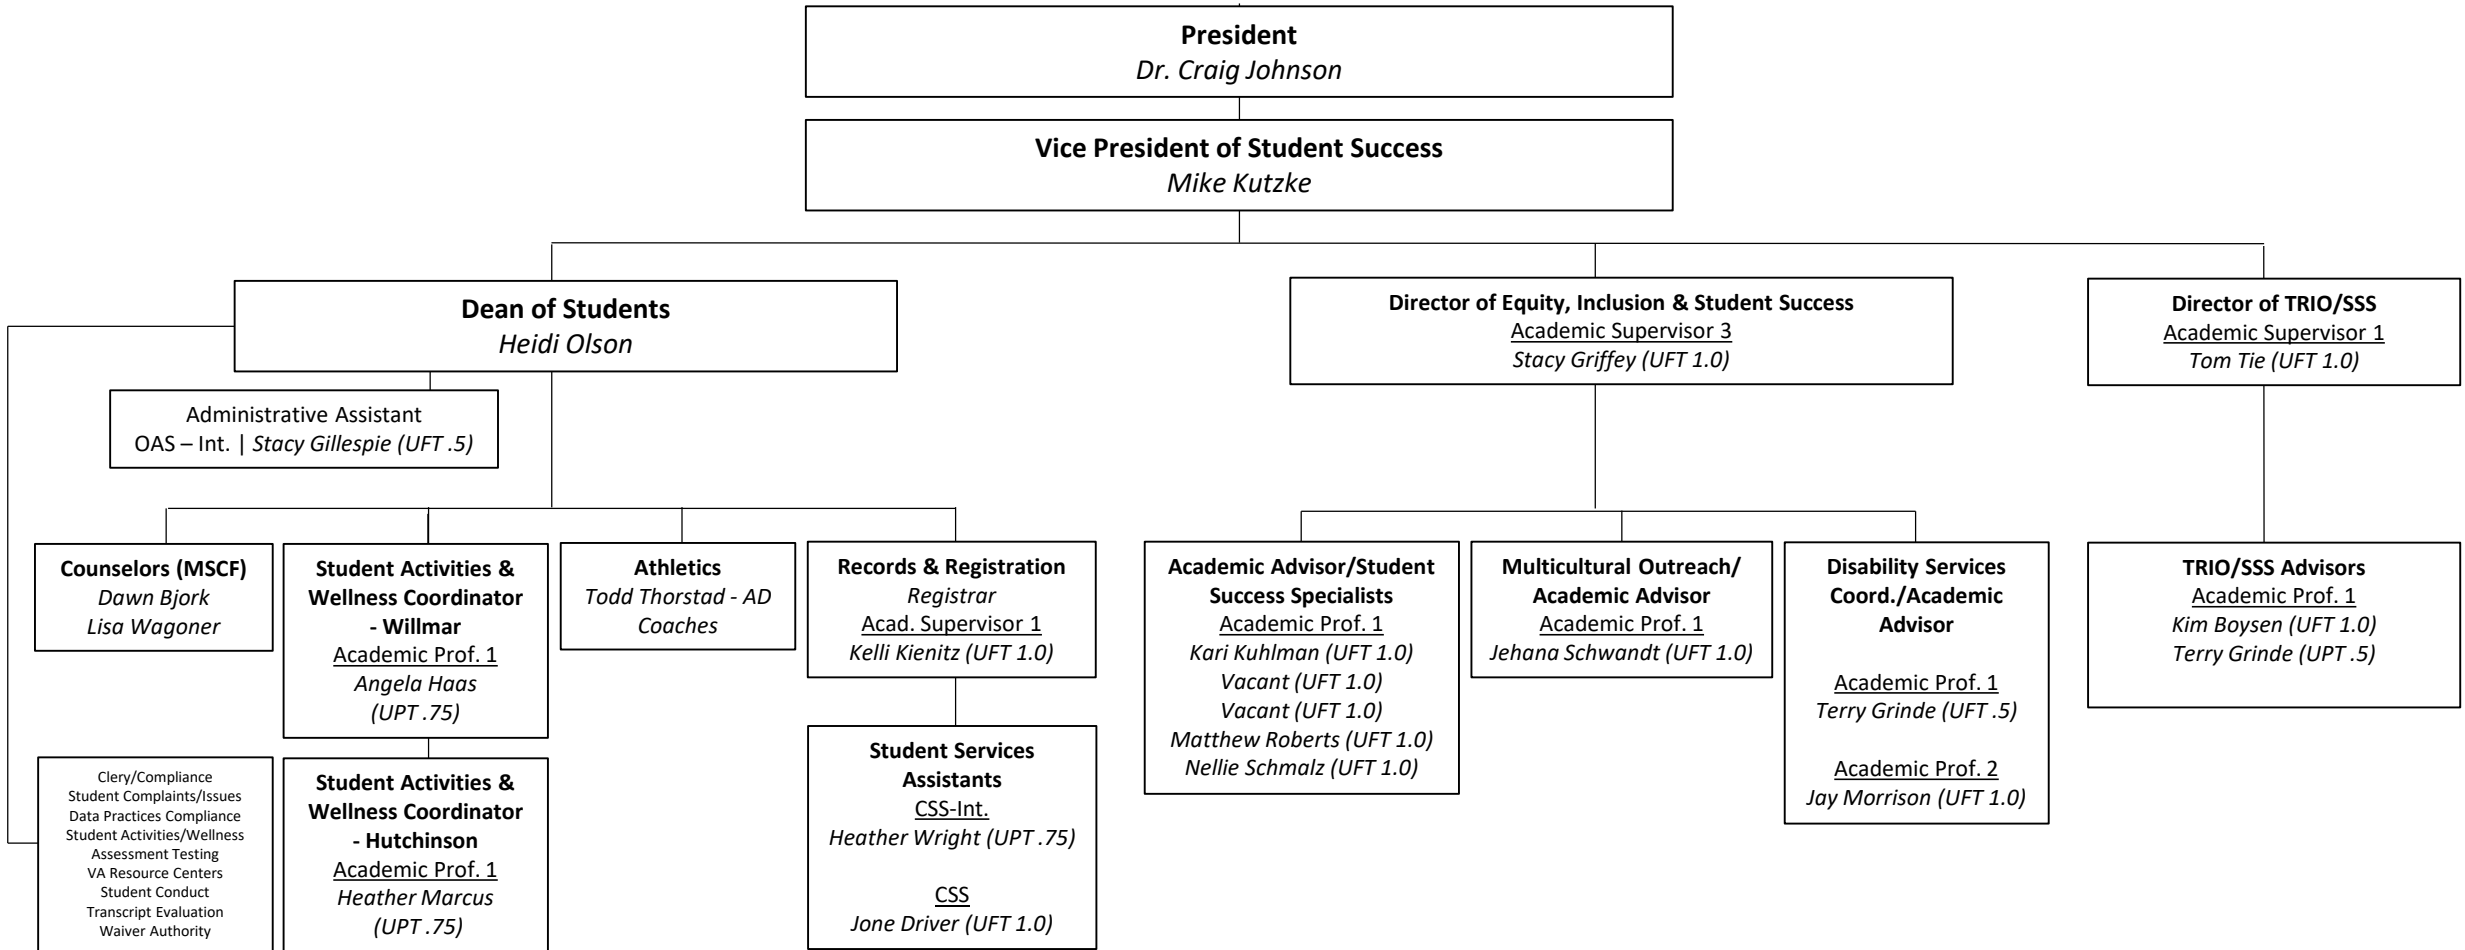 President
Dr. Craig Johnson
Vice President of Student Success
Mike Kutzke
Dean of Students
Heidi Olson
Director of Equity, Inclusion & Student Success
Academic Supervisor 3
Stacy Griffey (UFT 1.0)
Director of TRIO/SSS
Academic Supervisor 1
Tom Tie (UFT 1.0)
Administrative Assistant
OAS – Int. | Stacy Gillespie (UFT .5)
Counselors (MSCF)
Dawn Bjork
Lisa Wagoner
Student Activities &
Wellness Coordinator
- Willmar
Academic Prof. 1
Angela Haas
(UPT .75)
Athletics
Todd Thorstad - AD
Coaches
Records & Registration
Registrar
Acad. Supervisor 1
Kelli Kienitz (UFT 1.0)
Academic Advisor/Student
Success Specialists
Academic Prof. 1
Kari Kuhlman (UFT 1.0)
Vacant (UFT 1.0)
Vacant (UFT 1.0)
Matthew Roberts (UFT 1.0)
Nellie Schmalz (UFT 1.0)
Multicultural Outreach/
Academic Advisor
Academic Prof. 1
Jehana Schwandt (UFT 1.0)
Disability Services
Coord./Academic
Advisor
Academic Prof. 1
Terry Grinde (UFT .5)
Academic Prof. 2
Jay Morrison (UFT 1.0)
TRIO/SSS Advisors
Academic Prof. 1
Kim Boysen (UFT 1.0)
Terry Grinde (UPT .5)
Clery/Compliance
Student Complaints/Issues
Data Practices Compliance
Student Activities/Wellness
Assessment Testing
VA Resource Centers
Student Conduct
Transcript Evaluation
Waiver Authority
Student Activities &
Wellness Coordinator
- Hutchinson
Academic Prof. 1
Heather Marcus
(UPT .75)
Student Services
Assistants
CSS-Int.
Heather Wright (UPT .75)
CSS
Jone Driver (UFT 1.0)